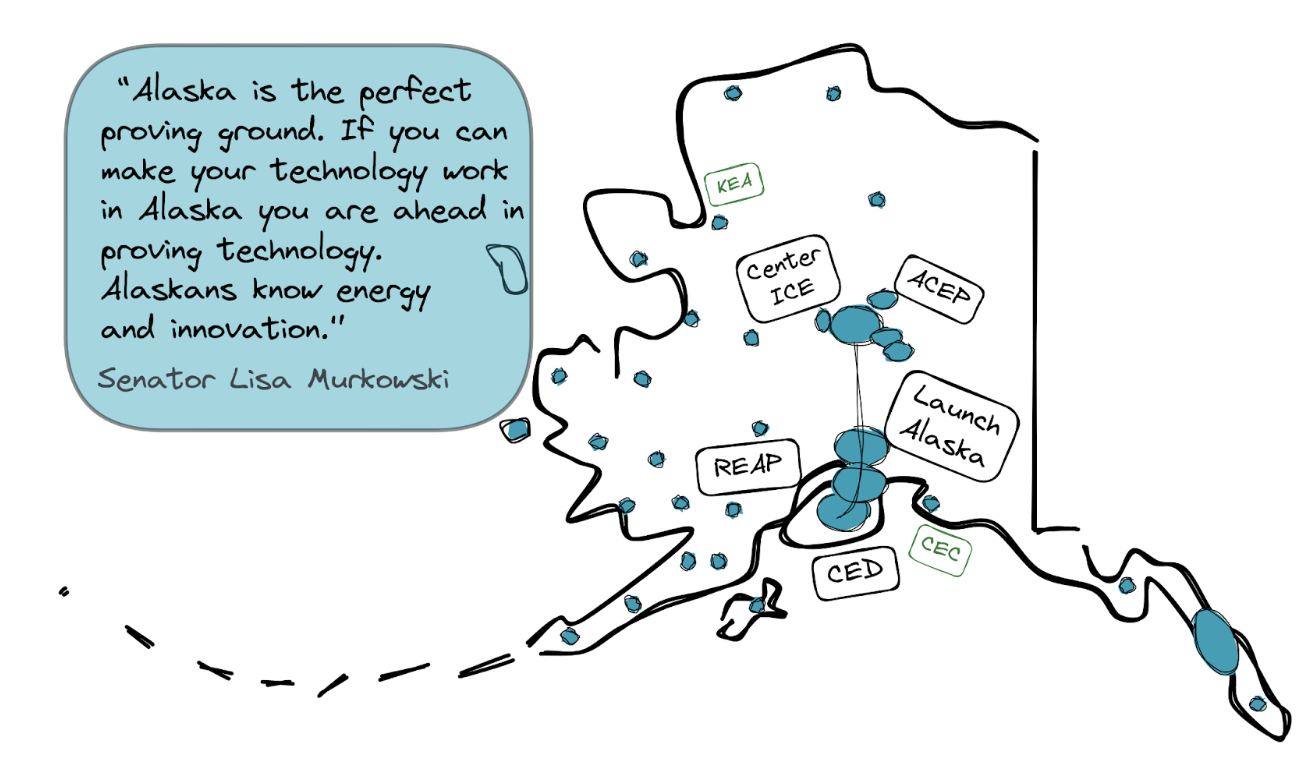 "Alaska is the perfect
proving ground. If you can
make your technology work
in Alaska you are ahead in
proving technology.
Alaskans know energy
and innovation."
Senator Lisa Murkowski
KEA
Center
ICE
ACEP
Launch
Alaska
REAP
CEC
CED